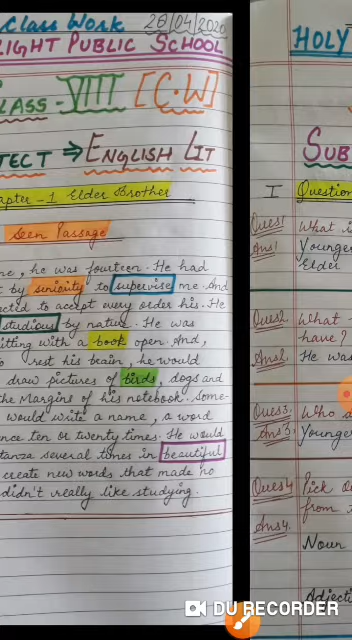 Class Work 28/04/2020
LIGHT PUBLIC SCHOOL
CLASS - VIII [C.W]
JECT ⇒ ENGLISH LIT
apter - 1 Elder Brother
Seen Passage
me, he was fourteen. He had
t by seniority to supervise me. And
ected to accept every order his. He
studious by nature. He was
itting with a book open. And,
o rest his brain, he would
draw pictures of birds, dogs and
the Margins of his notebook. Some-
would write a name, a word
nce ten or twenty times. He would
tanza several times in beautiful
create new words that made no
didn't really like studying.
HOLY
SUB
I Question
Ques1 What i
Ans1 Younger
Elder
Ques2. What
have?
Ans2. He was
Ques3. Who a
Ans3. Younger
Ques4 Pick o
from
Ans4.
Noun
Adjecti
DU RECORDER